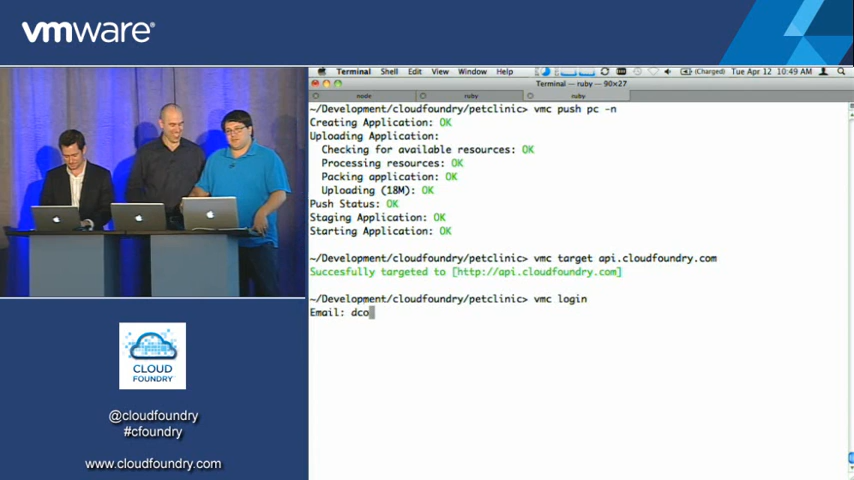 vmware®
Terminal Shell Edit View Window Help (Charged) Tue Apr 12 10:49 AM
Terminal — ruby — 90×27
node ruby ruby
~/Development/cloudfoundry/petclinic> vmc push pc -n
Creating Application: OK
Uploading Application:
Checking for available resources: OK
Processing resources: OK
Packing application: OK
Uploading (18M): OK
Push Status: OK
Staging Application: OK
Starting Application: OK
~/Development/cloudfoundry/petclinic> vmc target api.cloudfoundry.com
Succesfully targeted to [http://api.cloudfoundry.com]
~/Development/cloudfoundry/petclinic> vmc login
Email: dco
CLOUD
FOUNDRY
@cloudfoundry
#cfoundry
www.cloudfoundry.com